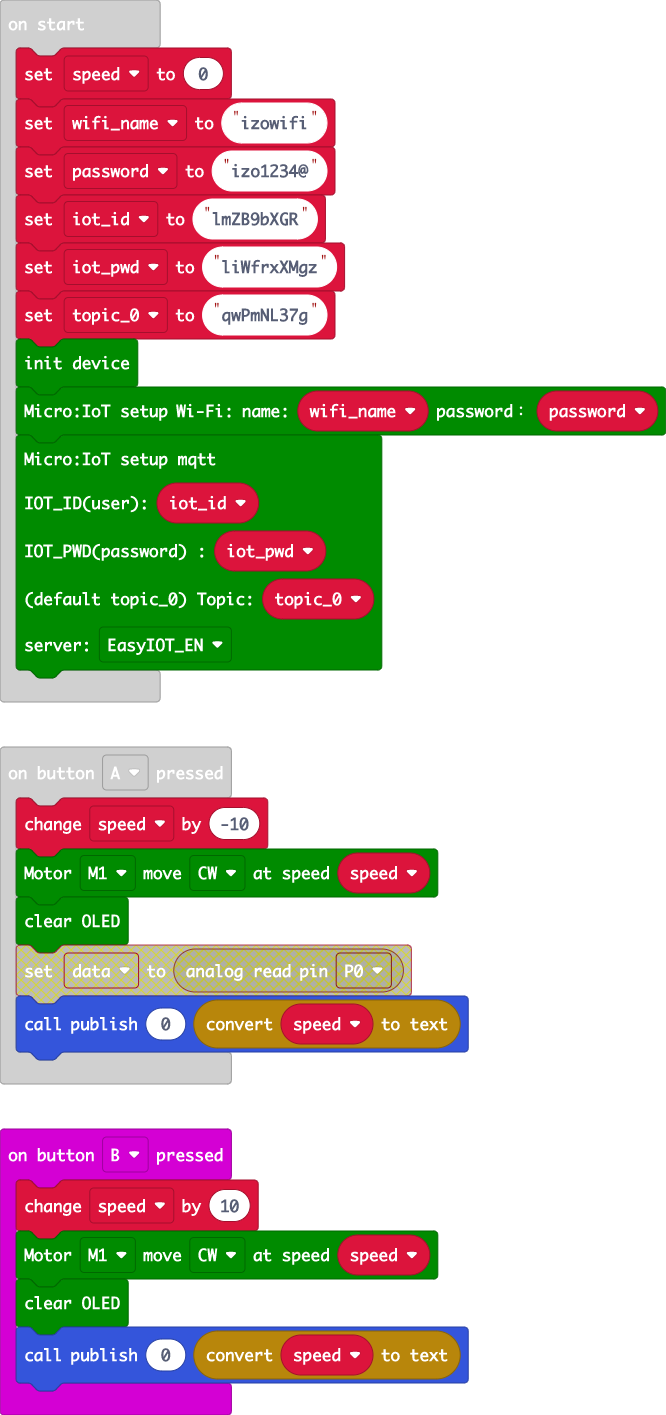 on start
set speed to 0
set wifi_name to "izowifi"
set password to "izo1234@"
set iot_id to "lmZB9bXGR"
set iot_pwd to "liWfrxXMgz"
set topic_0 to "qwPmNL37g"
init device
Micro:IoT setup Wi-Fi: name: wifi_name password： password
Micro:IoT setup mqtt
IOT_ID(user): iot_id
IOT_PWD(password) : iot_pwd
(default topic_0) Topic: topic_0
server: EasyIOT_EN
on button A pressed
change speed by -10
Motor M1 move CW at speed speed
clear OLED
set data to analog read pin P0
call publish 0 convert speed to text
on button B pressed
change speed by 10
Motor M1 move CW at speed speed
clear OLED
call publish 0 convert speed to text